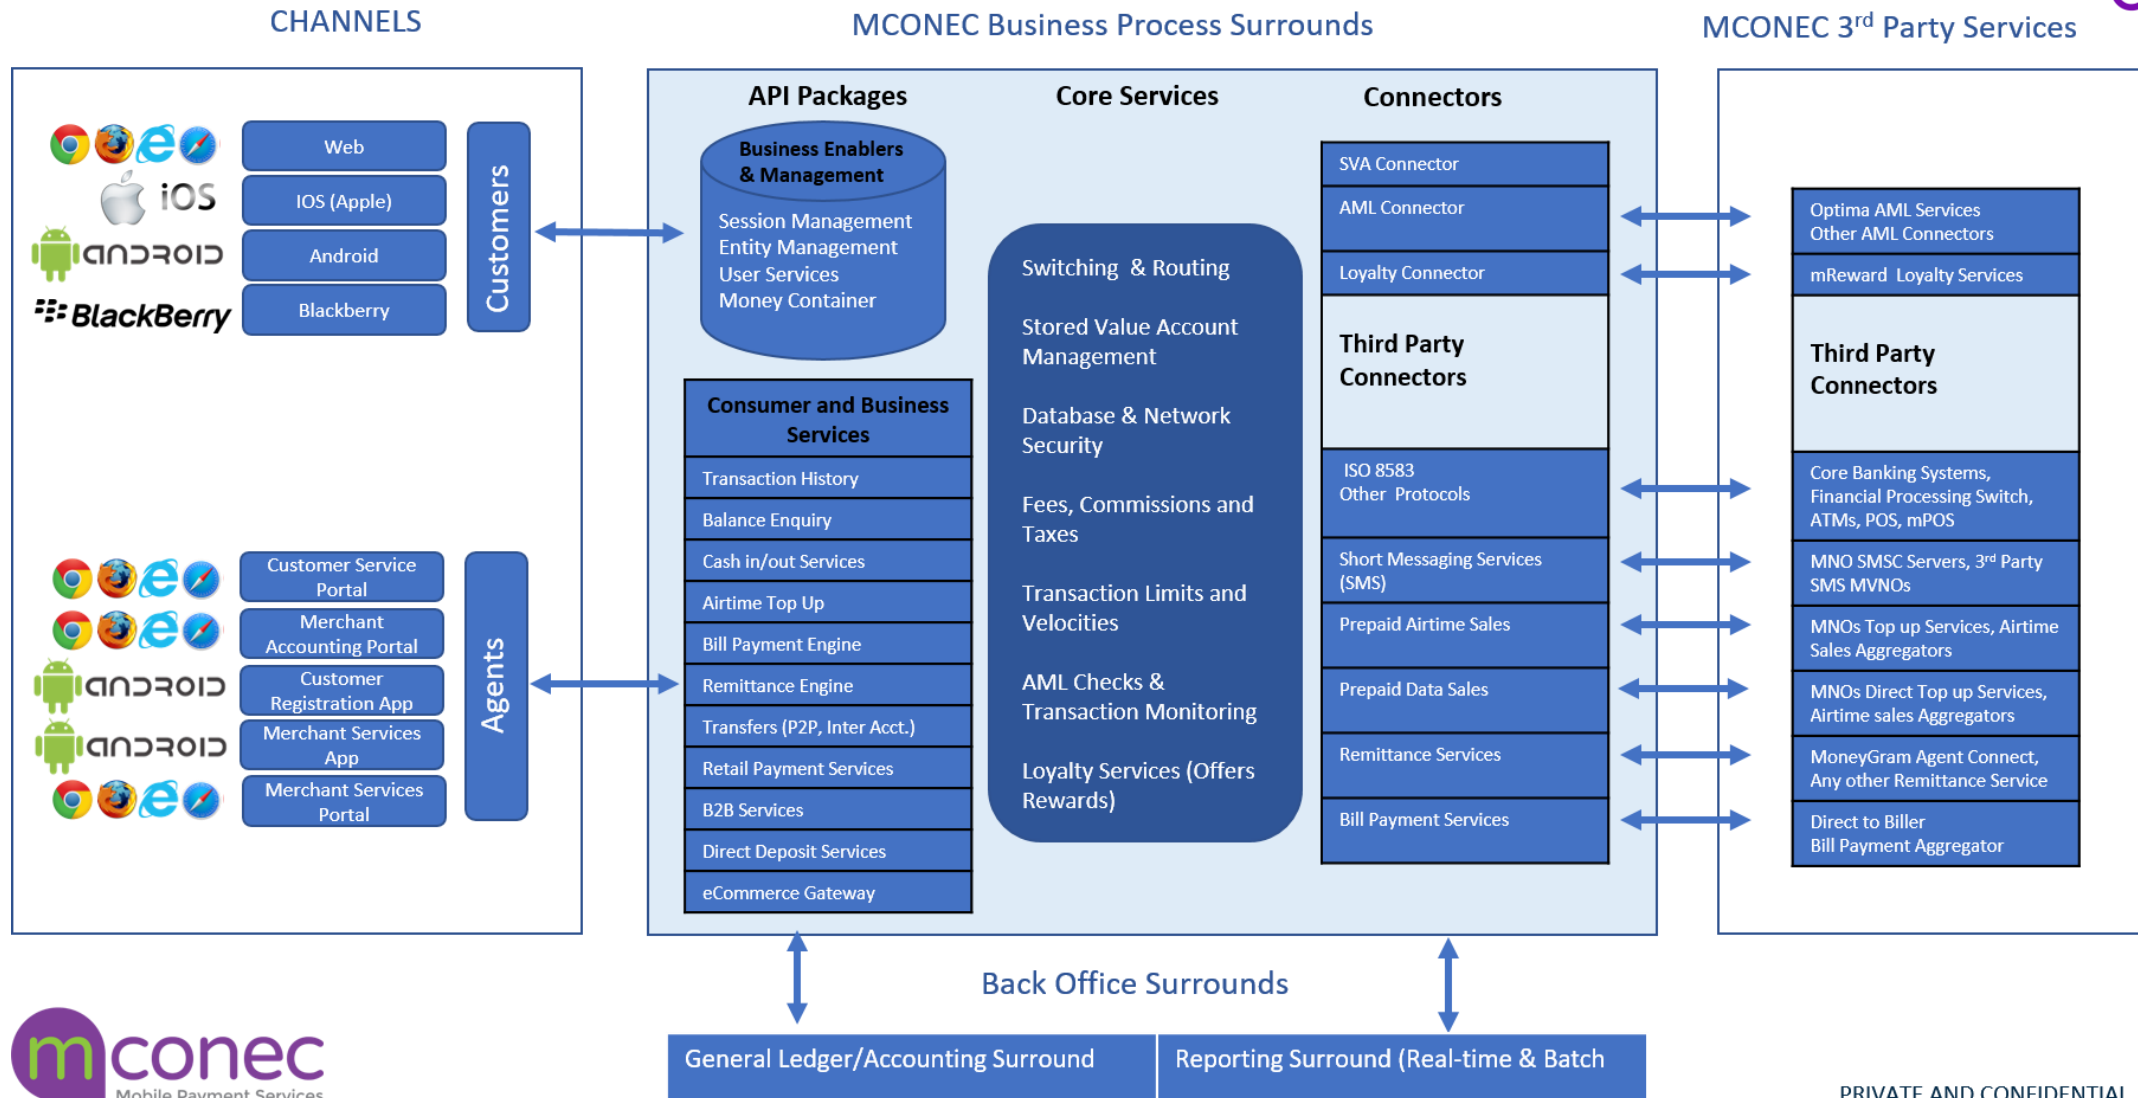 CHANNELS
MCONEC Business Process Surrounds
MCONEC 3rd Party Services
iOS
android
BlackBerry
Web
IOS (Apple)
Android
Blackberry
Customers
android
android
Customer Service
Portal
Merchant
Accounting Portal
Customer
Registration App
Merchant Services
App
Merchant Services
Portal
Agents
API Packages
Business Enablers
& Management
Session Management
Entity Management
User Services
Money Container
Consumer and Business
Services
Transaction History
Balance Enquiry
Cash in/out Services
Airtime Top Up
Bill Payment Engine
Remittance Engine
Transfers (P2P, Inter Acct.)
Retail Payment Services
B2B Services
Direct Deposit Services
eCommerce Gateway
Core Services
Switching & Routing
Stored Value Account
Management
Database & Network
Security
Fees, Commissions and
Taxes
Transaction Limits and
Velocities
AML Checks &
Transaction Monitoring
Loyalty Services (Offers
Rewards)
Connectors
SVA Connector
AML Connector
Loyalty Connector
Third Party
Connectors
ISO 8583
Other Protocols
Short Messaging Services
(SMS)
Prepaid Airtime Sales
Prepaid Data Sales
Remittance Services
Bill Payment Services
Optima AML Services
Other AML Connectors
mReward Loyalty Services
Third Party
Connectors
Core Banking Systems,
Financial Processing Switch,
ATMs, POS, mPOS
MNO SMSC Servers, 3rd Party
SMS MVNOs
MNOs Top up Services, Airtime
Sales Aggregators
MNOs Direct Top up Services,
Airtime sales Aggregators
MoneyGram Agent Connect,
Any other Remittance Service
Direct to Biller
Bill Payment Aggregator
Back Office Surrounds
General Ledger/Accounting Surround
Reporting Surround (Real-time & Batch
mconec
Mobile Payment Services
PRIVATE AND CONFIDENTIAL